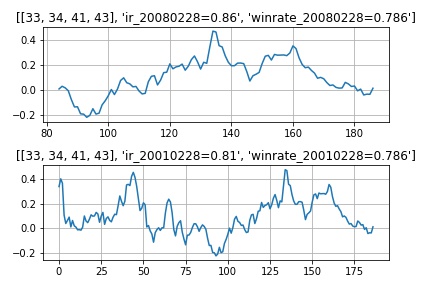 [[33, 34, 41, 43], 'ir_20080228=0.86', 'winrate_20080228=0.786']
0.4
0.2
0.0
−0.2
80 100 120 140 160 180
[[33, 34, 41, 43], 'ir_20010228=0.81', 'winrate_20010228=0.786']
0.4
0.2
0.0
−0.2
0 25 50 75 100 125 150 175